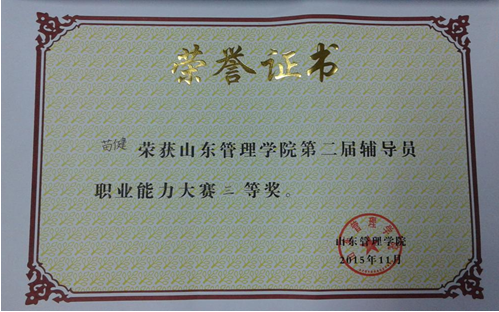 荣誉证书
苗健 荣获山东管理学院第二届辅导员
职业能力大赛三等奖。
山东管理学院
2015年11月